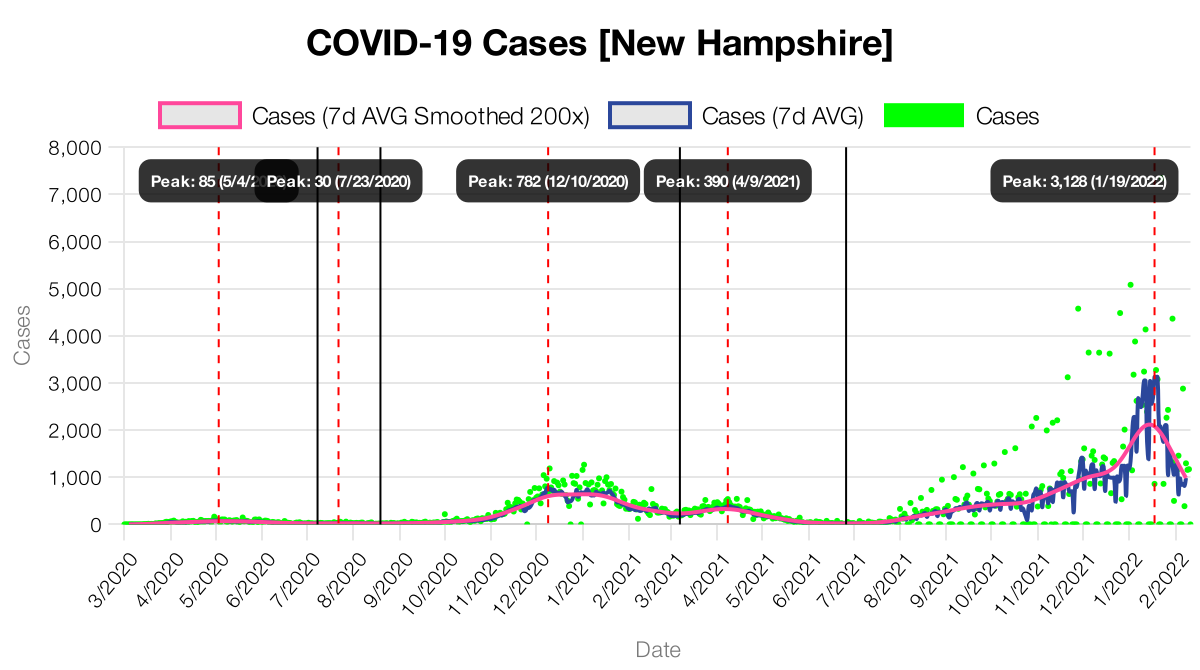 COVID-19 Cases [New Hampshire]
Cases (7d AVG Smoothed 200x) Cases (7d AVG) Cases
8,000
Peak: 85 (5/4/20 Peak: 30 (7/23/2020) Peak: 782 (12/10/2020) Peak: 390 (4/9/2021) Peak: 3,128 (1/19/2022)
7,000
6,000
5,000
4,000
3,000
2,000
1,000
0
Cases
3/2020 4/2020 5/2020 6/2020 7/2020 8/2020 9/2020 10/2020 11/2020 12/2020 1/2021 2/2021 3/2021 4/2021 5/2021 6/2021 7/2021 8/2021 9/2021 10/2021 11/2021 12/2021 1/2022 2/2022
Date